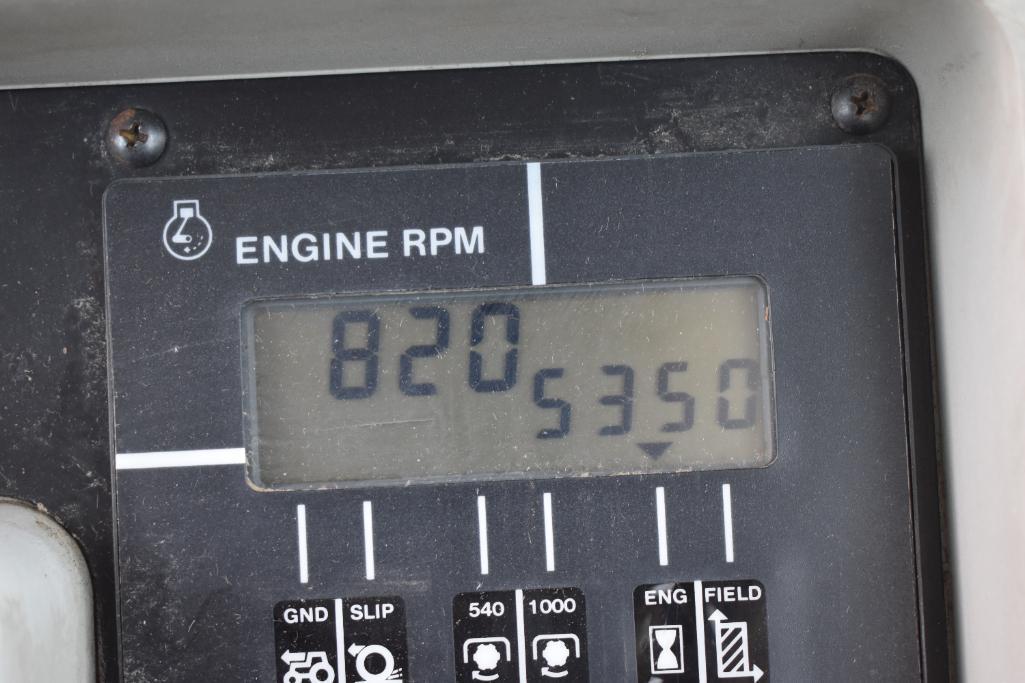 ENGINE RPM
820
5350
GND SLIP 540 1000 ENG FIELD